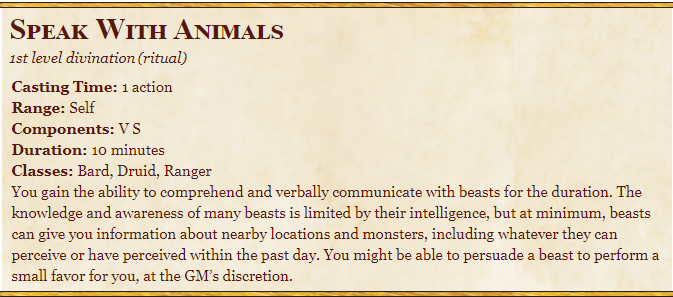 Speak With Animals
1st level divination (ritual)
Casting Time: 1 action
Range: Self
Components: V S
Duration: 10 minutes
Classes: Bard, Druid, Ranger
You gain the ability to comprehend and verbally communicate with beasts for the duration. The
knowledge and awareness of many beasts is limited by their intelligence, but at minimum, beasts
can give you information about nearby locations and monsters, including whatever they can
perceive or have perceived within the past day. You might be able to persuade a beast to perform a
small favor for you, at the GM’s discretion.